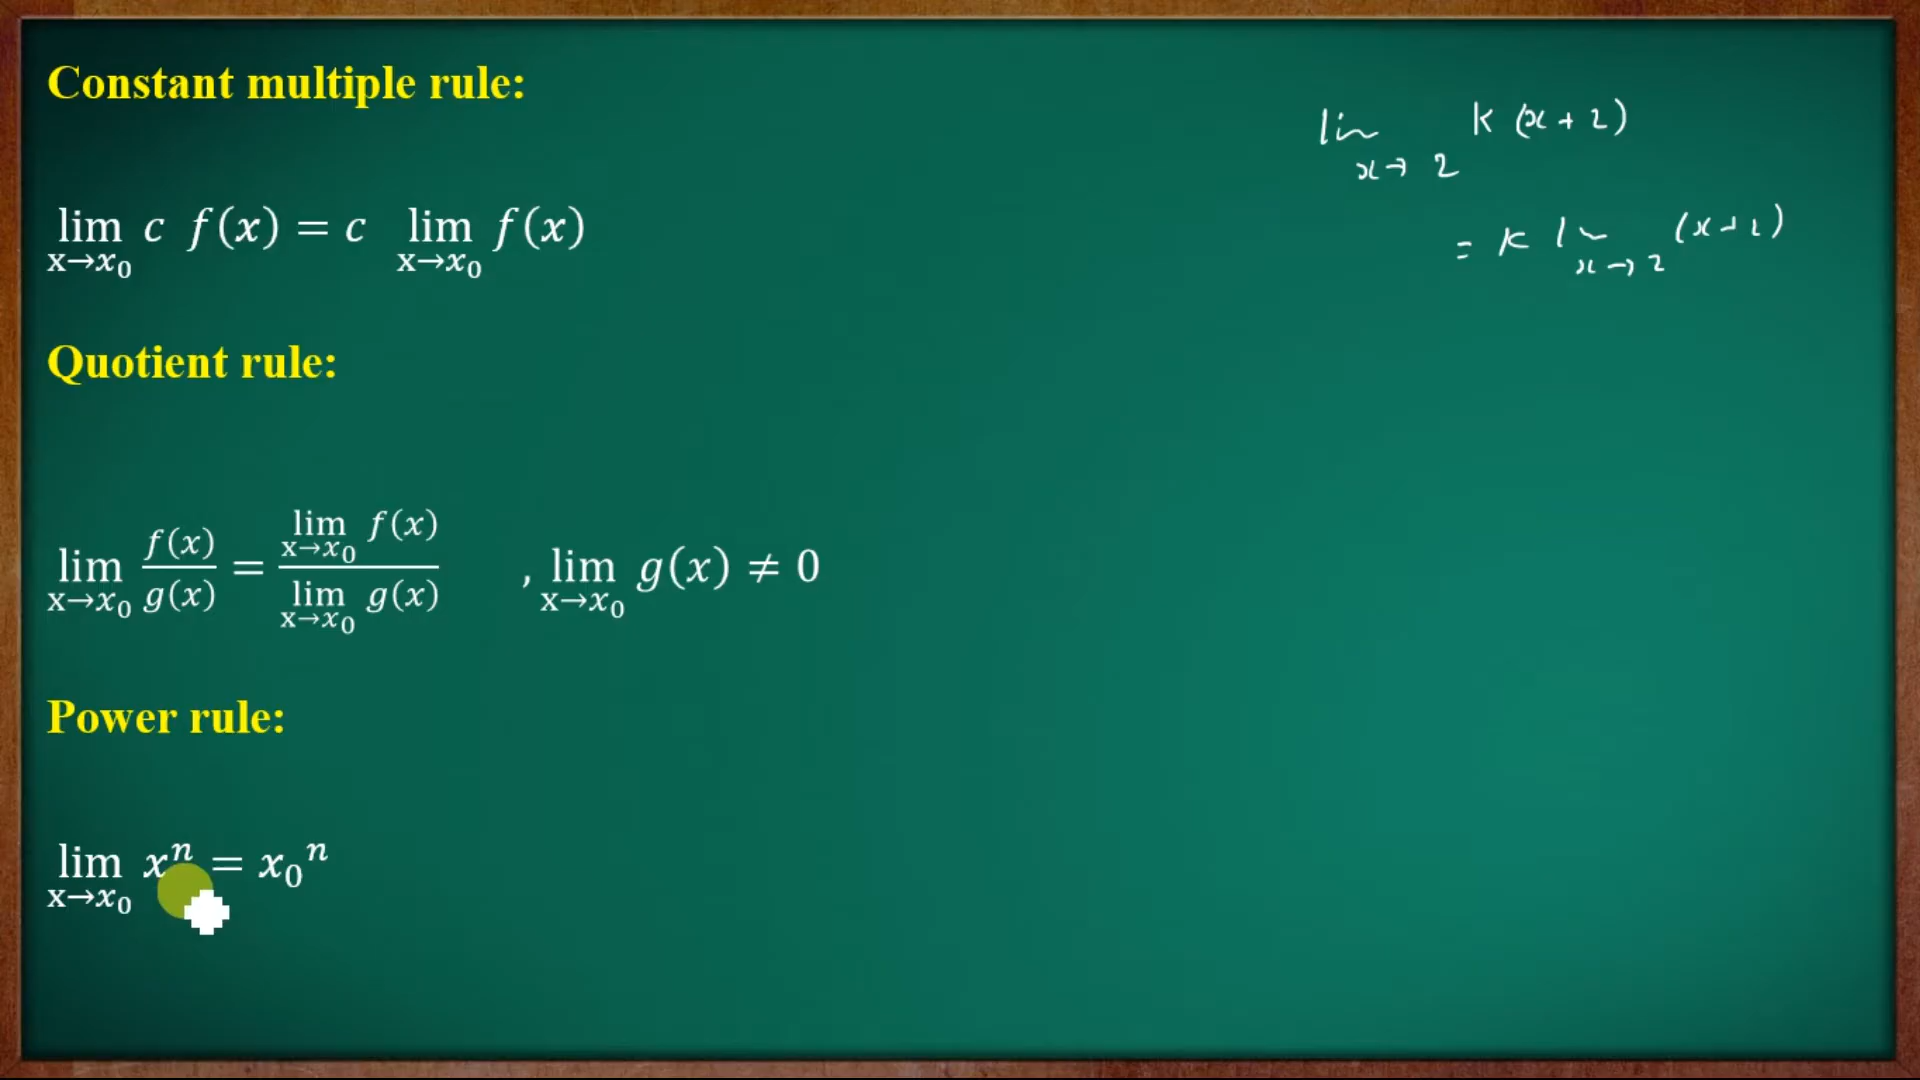 Constant multiple rule:
lim x→x₀ c f(x) = c lim x→x₀ f(x)
Quotient rule:
lim x→x₀ f(x)/g(x) = lim x→x₀ f(x) / lim x→x₀ g(x) , lim x→x₀ g(x) ≠ 0
Power rule:
lim x→x₀ xⁿ = x₀ⁿ
lim x→2 k(x+2)
= k lim x→2 (x+2)